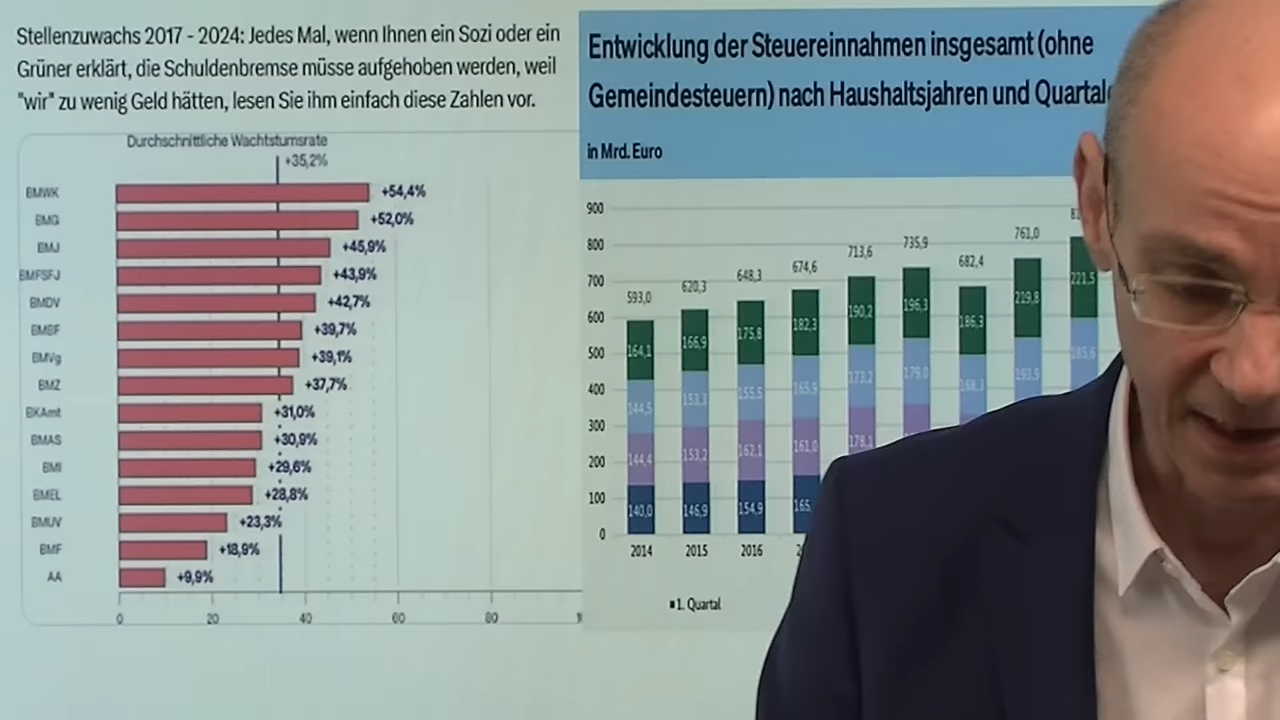 Stellenzuwachs 2017 - 2024: Jedes Mal, wenn Ihnen ein Sozi oder ein
Grüner erklärt, die Schuldenbremse müsse aufgehoben werden, weil
"wir" zu wenig Geld hätten, lesen Sie ihm einfach diese Zahlen vor.
Durchschnittliche Wachtstumsrate
+35,2%
BMWK +54,4%
BMG +52,0%
BMJ +45,9%
BMFSFJ +43,9%
BMDV +42,7%
BMBF +39,7%
BMVg +39,1%
BMZ +37,7%
BKAmt +31,0%
BMAS +30,9%
BMI +29,6%
BMEL +28,8%
BMUV +23,3%
BMF +18,9%
AA +9,9%
0 20 40 60 80
Entwicklung der Steuereinnahmen insgesamt (ohne
Gemeindesteuern) nach Haushaltsjahren und Quartale
in Mrd. Euro
900
800
700
600
500
400
300
200
100
0
593,0 620,3 648,3 674,6 713,6 735,9 682,4 761,0
164,1 166,9 175,8 182,3 190,2 196,3 186,3 219,8 221,5
144,5 153,3 155,5 165,9 173,2 179,0 168,3 193,9 185,6
144,4 153,2 162,1 161,0 178,1
140,0 146,9 154,9 165,
2014 2015 2016
1. Quartal